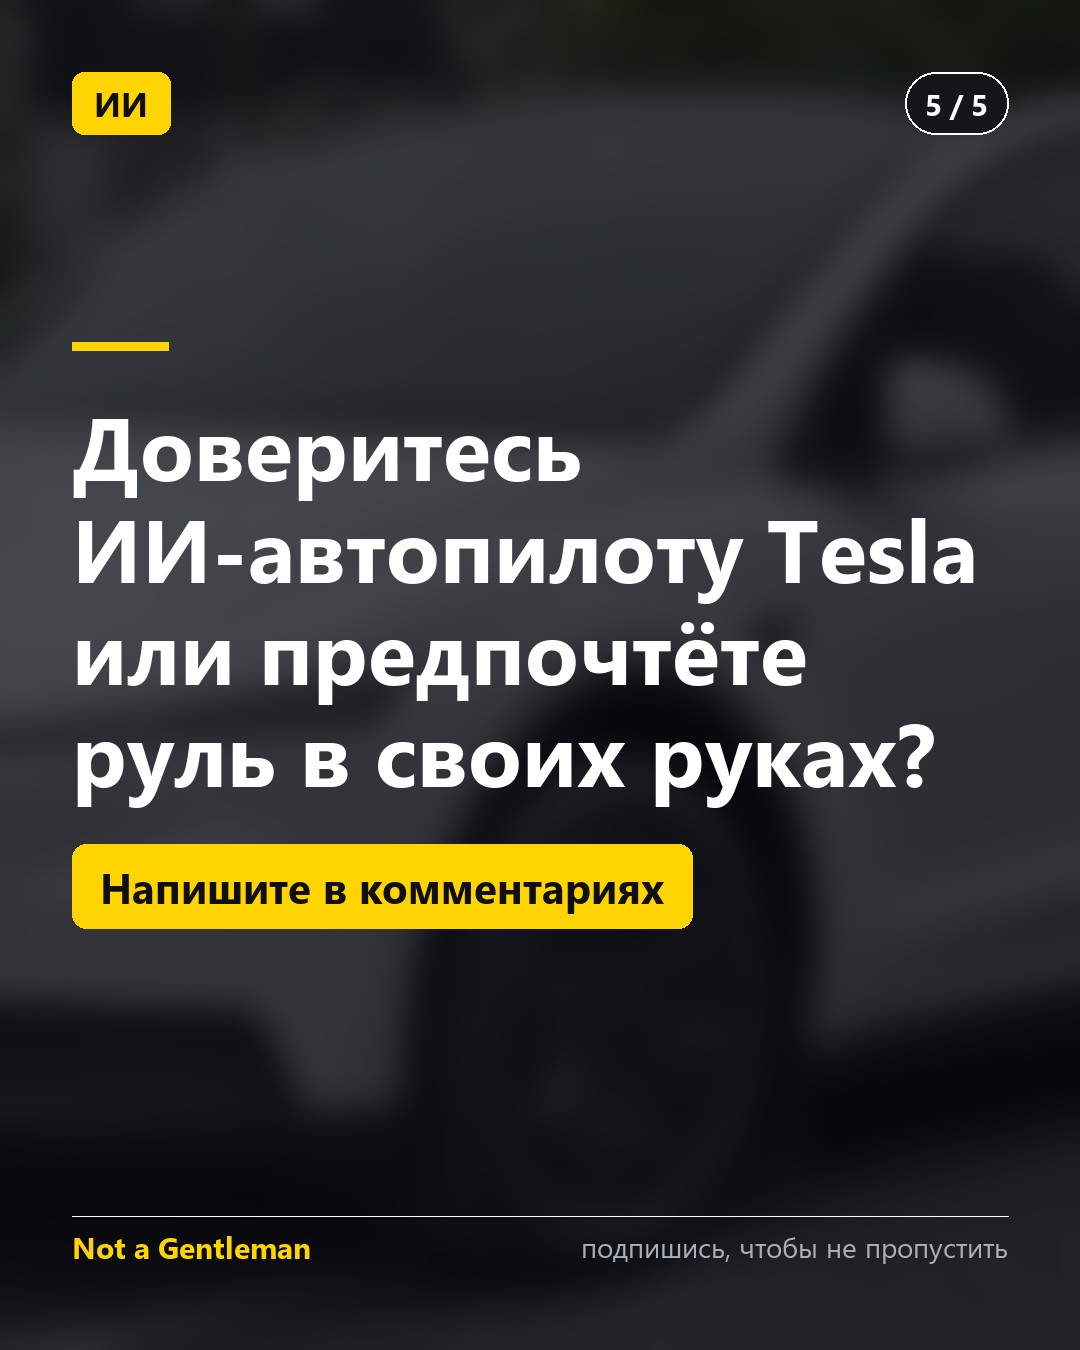 ИИ
5 / 5
Доверитесь
ИИ-автопилоту Tesla
или предпочтёте
руль в своих руках?
Напишите в комментариях
Not a Gentleman
подпишись, чтобы не пропустить